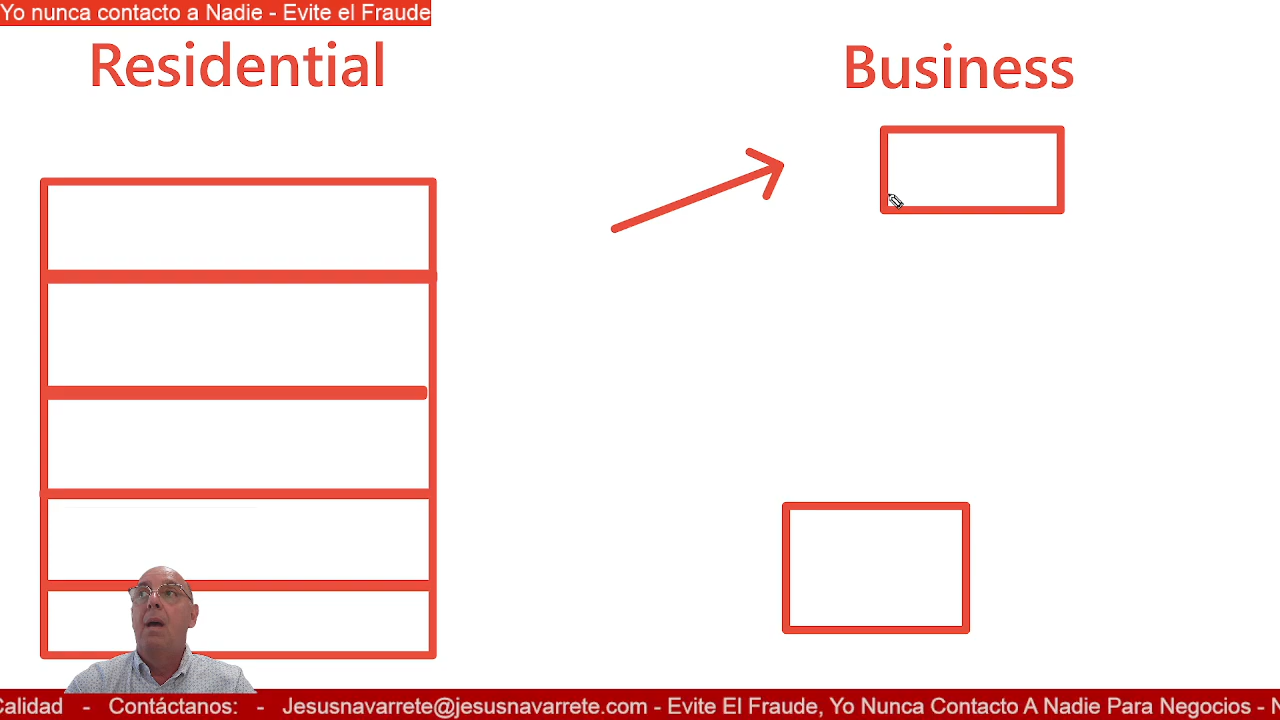 Yo nunca contacto a Nadie - Evite el Fraude
Residential
Business
Calidad - Contáctanos: - Jesusnavarrete@jesusnavarrete.com - Evite El Fraude, Yo Nunca Contacto A Nadie Para Negocios - N